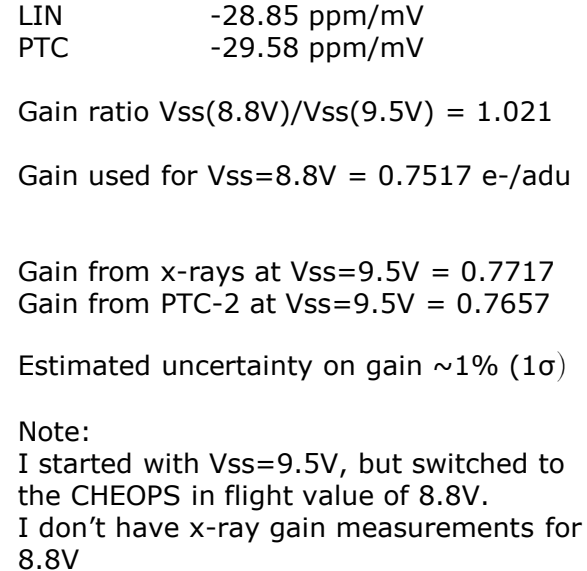 LIN -28.85 ppm/mV
PTC -29.58 ppm/mV
Gain ratio Vss(8.8V)/Vss(9.5V) = 1.021
Gain used for Vss=8.8V = 0.7517 e-/adu
Gain from x-rays at Vss=9.5V = 0.7717
Gain from PTC-2 at Vss=9.5V = 0.7657
Estimated uncertainty on gain ~1% (1σ)
Note:
I started with Vss=9.5V, but switched to
the CHEOPS in flight value of 8.8V.
I don’t have x-ray gain measurements for
8.8V